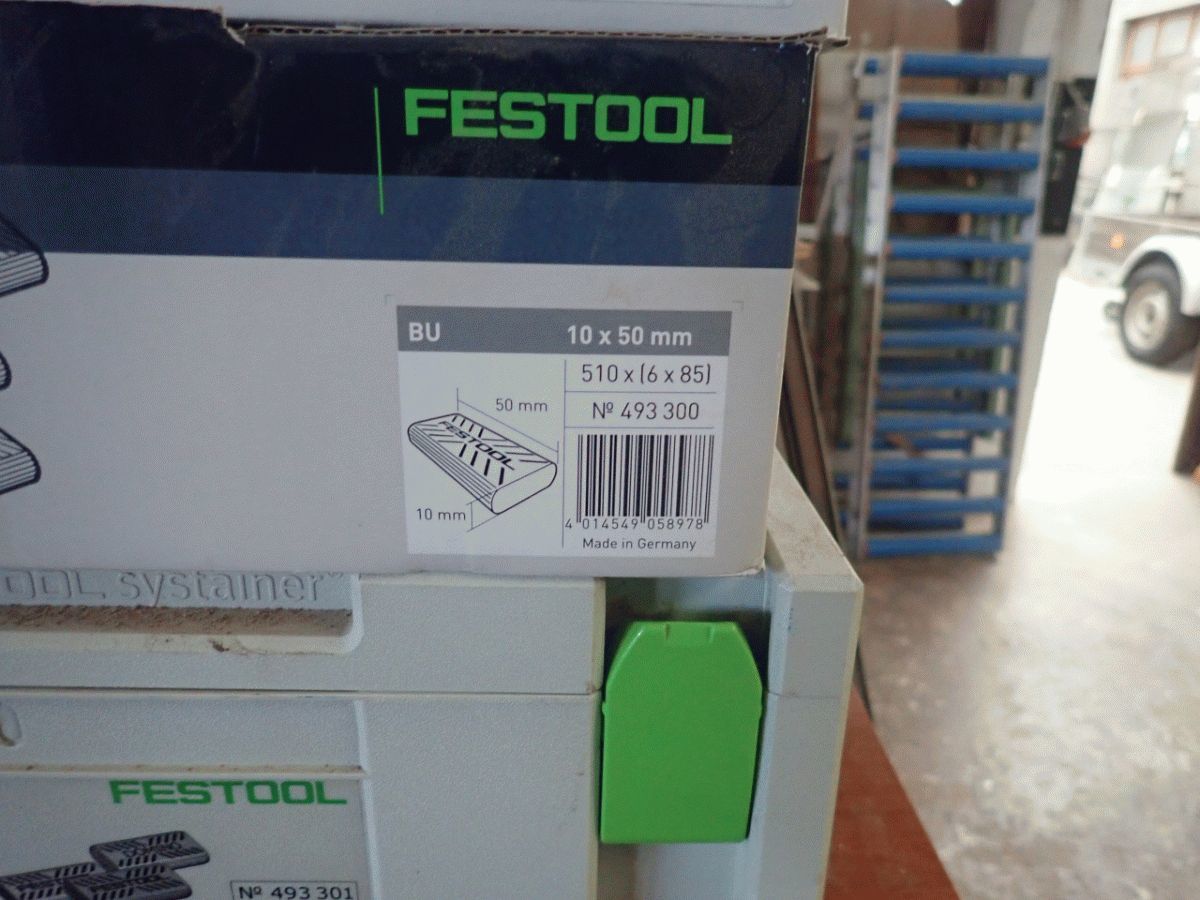 FESTOOL
BU 10 x 50 mm
510 x (6 x 85)
50 mm
Nº 493 300
FESTOOL
10 mm
4 014549 058978
Made in Germany
TOOL systainer
FESTOOL
Nº 493 301